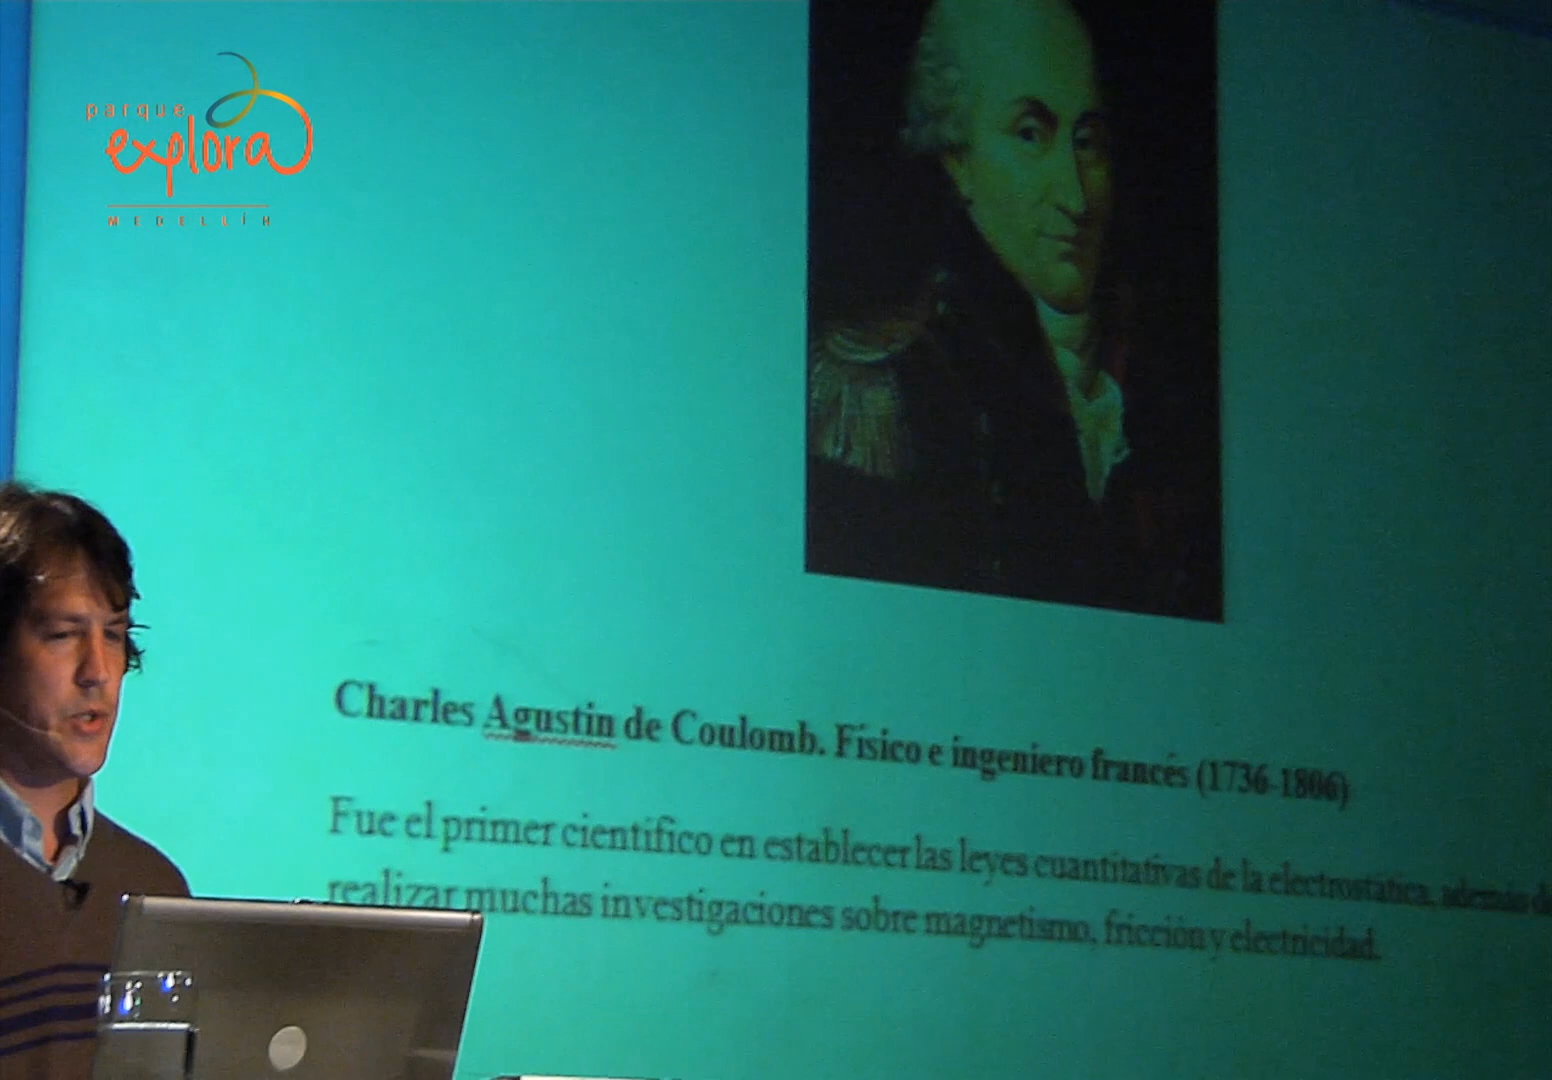 parque
explora
MEDELLÍN
Charles Agustin de Coulomb. Físico e ingeniero francés (1736-1806)
Fue el primer científico en establecer las leyes cuantitativas de la electrostática, además de
realizar muchas investigaciones sobre magnetismo, fricción y electricidad.